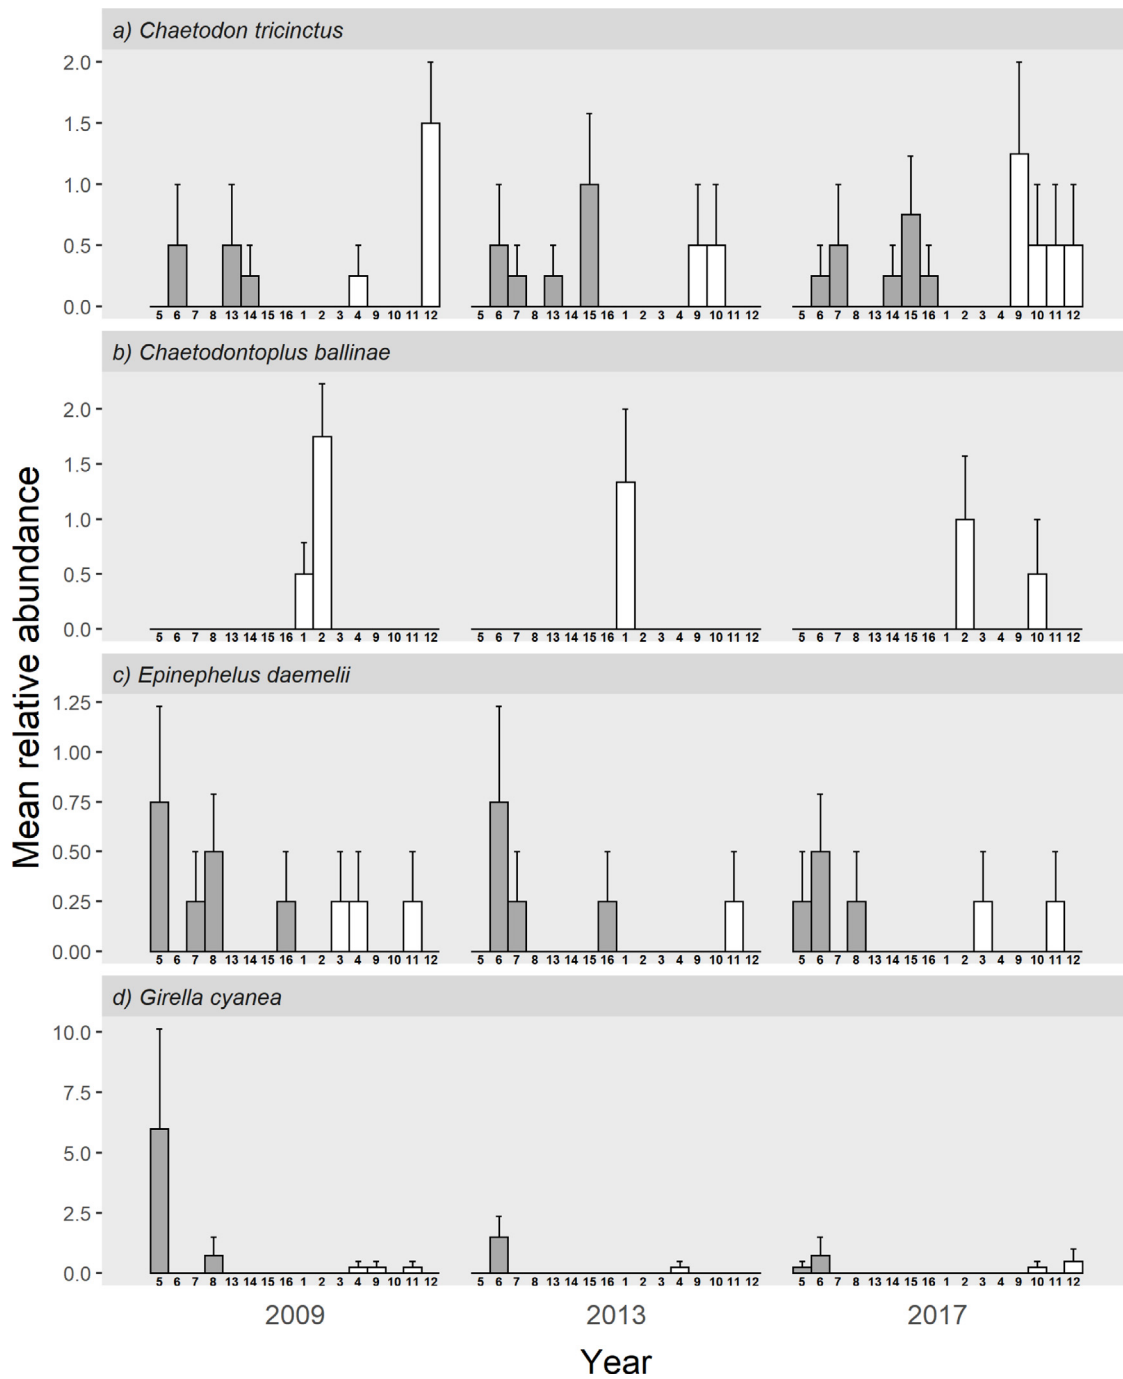 a) Chaetodon tricinctus
2.0
1.5
1.0
0.5
0.0
5 6 7 8 13 14 15 16 1 2 3 4 9 10 11 12 5 6 7 8 13 14 15 16 1 2 3 4 9 10 11 12 5 6 7 8 13 14 15 16 1 2 3 4 9 10 11 12
b) Chaetodontoplus ballinae
2.0
1.5
1.0
0.5
0.0
5 6 7 8 13 14 15 16 1 2 3 4 9 10 11 12 5 6 7 8 13 14 15 16 1 2 3 4 9 10 11 12 5 6 7 8 13 14 15 16 1 2 3 4 9 10 11 12
Mean relative abundance
c) Epinephelus daemelii
1.25
1.00
0.75
0.50
0.25
0.00
5 6 7 8 13 14 15 16 1 2 3 4 9 10 11 12 5 6 7 8 13 14 15 16 1 2 3 4 9 10 11 12 5 6 7 8 13 14 15 16 1 2 3 4 9 10 11 12
d) Girella cyanea
10.0
7.5
5.0
2.5
0.0
5 6 7 8 13 14 15 16 1 2 3 4 9 10 11 12 5 6 7 8 13 14 15 16 1 2 3 4 9 10 11 12 5 6 7 8 13 14 15 16 1 2 3 4 9 10 11 12
2009 2013 2017
Year